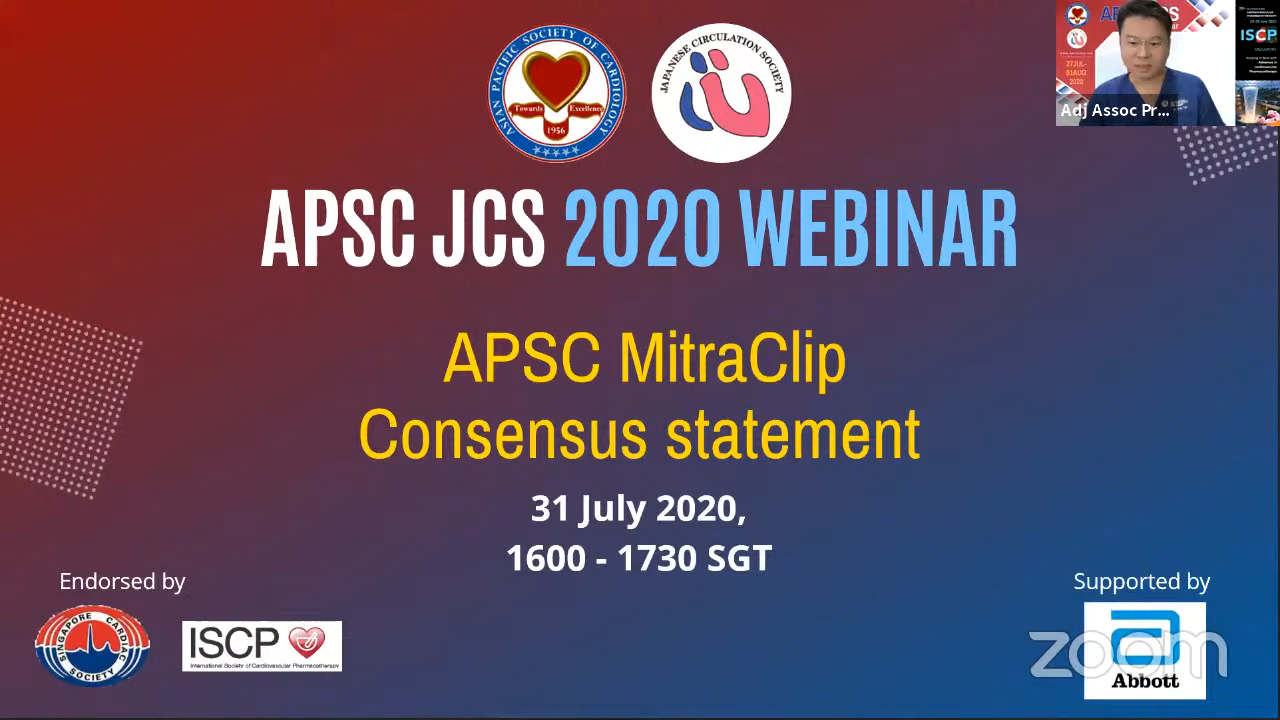 ASIAN PACIFIC SOCIETY OF CARDIOLOGY
Towards Excellence
1956
JAPANESE CIRCULATION SOCIETY
27JUL-
01AUG
2020
ISCP
Adj Assoc Pr...
APSC JCS 2020 WEBINAR
APSC MitraClip
Consensus statement
31 July 2020,
1600 - 1730 SGT
Endorsed by
SINGAPORE CARDIAC SOCIETY
ISCP
International Society of Cardiovascular Pharmacotherapy
Supported by
a
Abbott
zoom